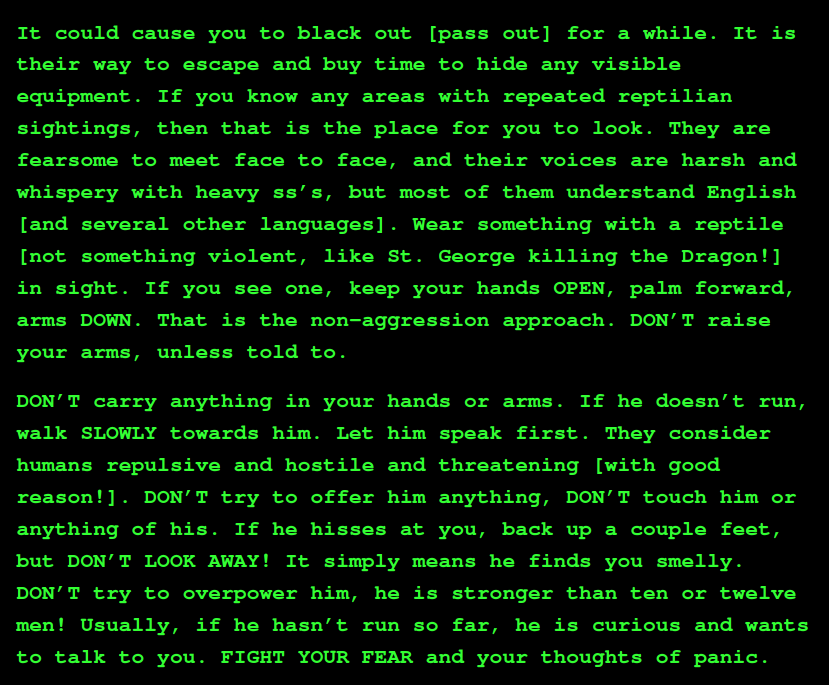 It could cause you to black out [pass out] for a while. It is
their way to escape and buy time to hide any visible
equipment. If you know any areas with repeated reptilian
sightings, then that is the place for you to look. They are
fearsome to meet face to face, and their voices are harsh and
whispery with heavy ss’s, but most of them understand English
[and several other languages]. Wear something with a reptile
[not something violent, like St. George killing the Dragon!]
in sight. If you see one, keep your hands OPEN, palm forward,
arms DOWN. That is the non–aggression approach. DON’T raise
your arms, unless told to.
DON’T carry anything in your hands or arms. If he doesn’t run,
walk SLOWLY towards him. Let him speak first. They consider
humans repulsive and hostile and threatening [with good
reason!]. DON’T try to offer him anything, DON’T touch him or
anything of his. If he hisses at you, back up a couple feet,
but DON’T LOOK AWAY! It simply means he finds you smelly.
DON’T try to overpower him, he is stronger than ten or twelve
men! Usually, if he hasn’t run so far, he is curious and wants
to talk to you. FIGHT YOUR FEAR and your thoughts of panic.